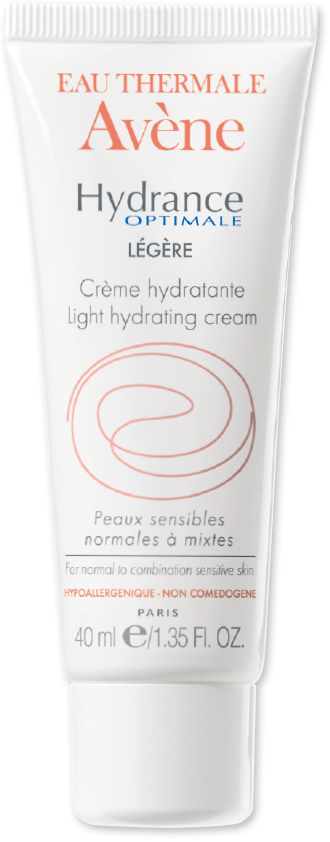 EAU THERMALE
Avène
Hydrance
OPTIMALE
LÉGÈRE
Crème hydratante
Light hydrating cream
Peaux sensibles
normales à mixtes
For normal to combination sensitive skin
HYPOALLERGENIQUE - NON COMEDOGENE
PARIS
40 ml ℮/1.35 Fl. OZ.